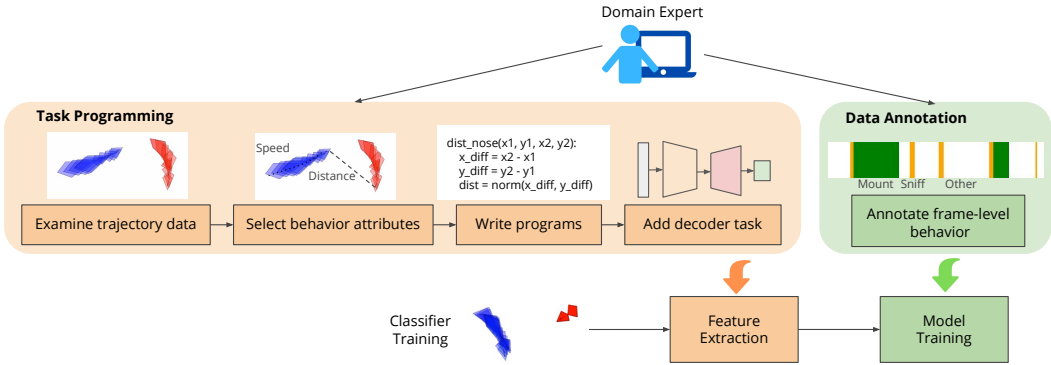 Domain Expert
Task Programming
Speed
Distance
dist_nose(x1, y1, x2, y2):
x_diff = x2 - x1
y_diff = y2 - y1
dist = norm(x_diff, y_diff)
Examine trajectory data
Select behavior attributes
Write programs
Add decoder task
Data Annotation
Mount Sniff Other
Annotate frame-level
behavior
Classifier
Training
Feature
Extraction
Model
Training